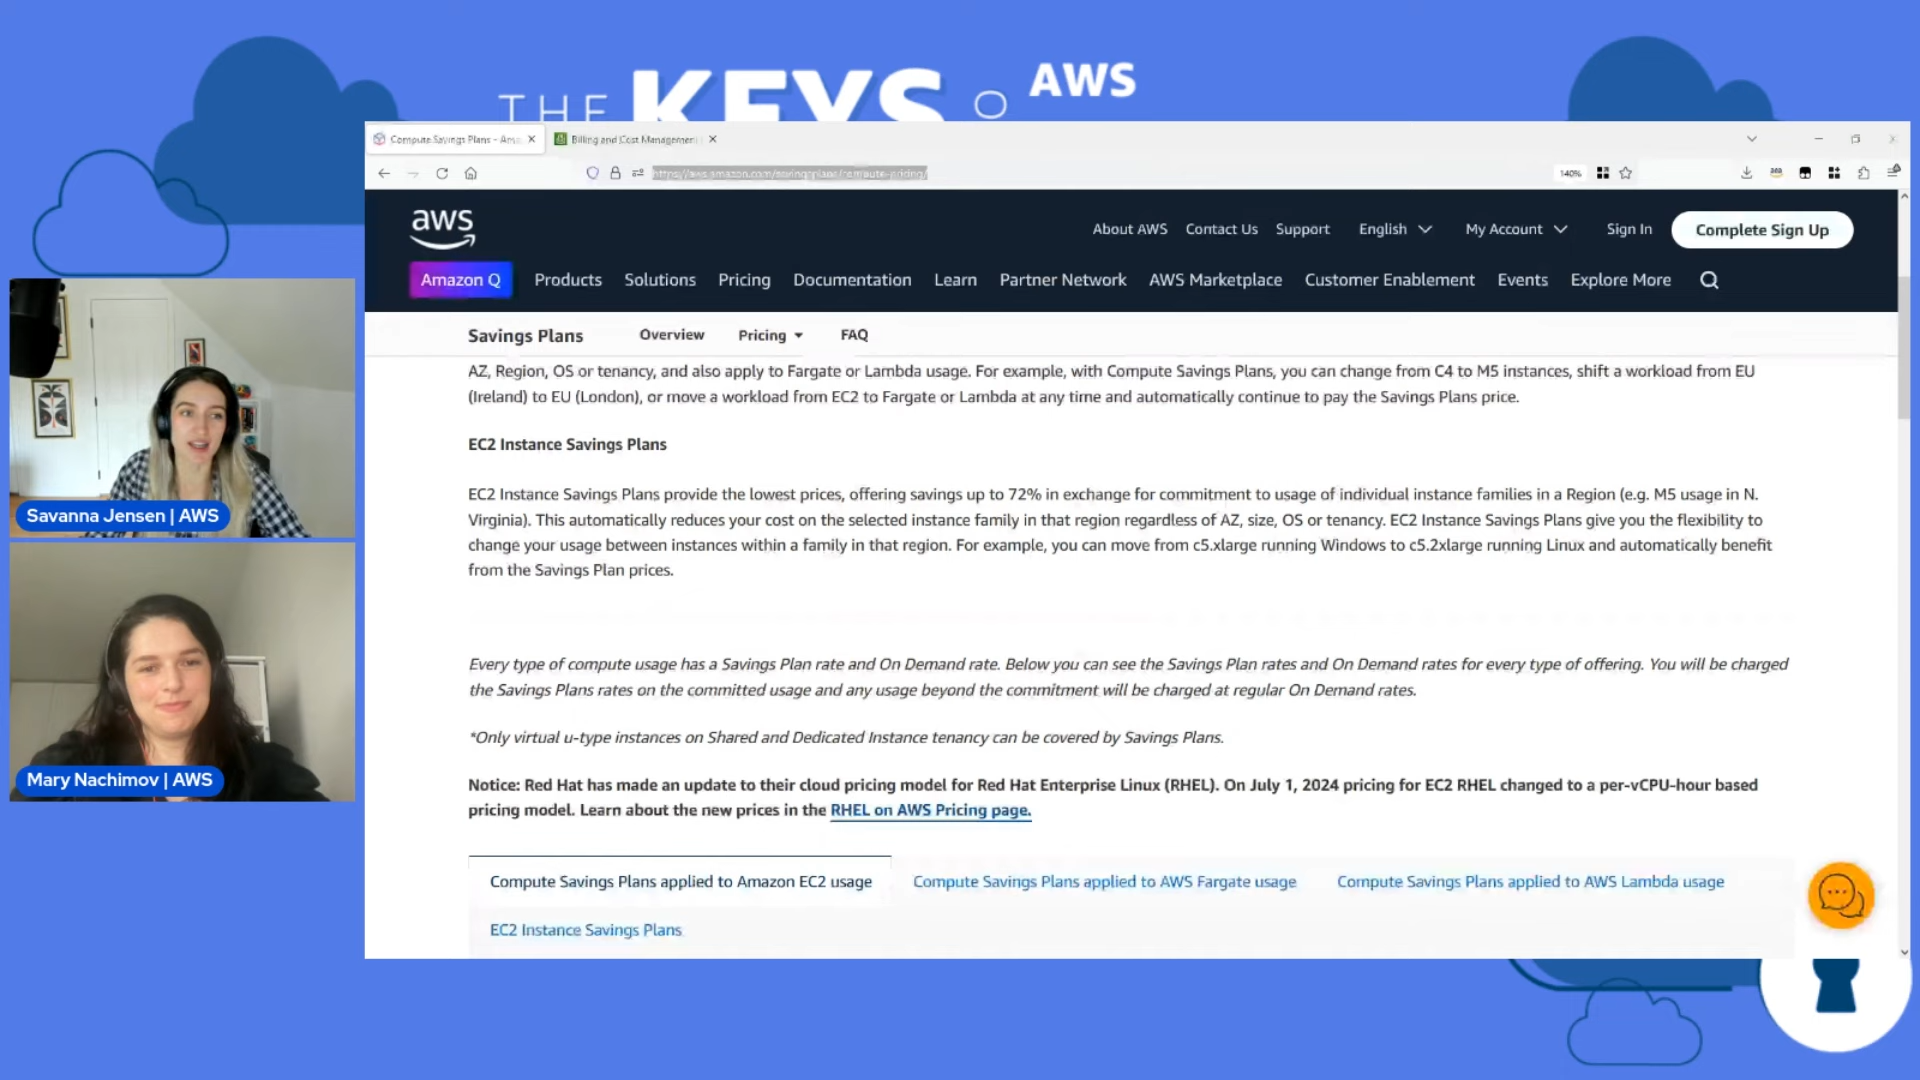 THE KEYS O AWS
Compute Savings Plans - Ama
Billing and Cost Management
https://aws.amazon.com/savingsplans/compute-pricing/
140%
aws
About AWS
Contact Us
Support
English
My Account
Sign In
Complete Sign Up
Amazon Q
Products
Solutions
Pricing
Documentation
Learn
Partner Network
AWS Marketplace
Customer Enablement
Events
Explore More
Savings Plans
Overview
Pricing
FAQ
AZ, Region, OS or tenancy, and also apply to Fargate or Lambda usage. For example, with Compute Savings Plans, you can change from C4 to M5 instances, shift a workload from EU
(Ireland) to EU (London), or move a workload from EC2 to Fargate or Lambda at any time and automatically continue to pay the Savings Plans price.
EC2 Instance Savings Plans
EC2 Instance Savings Plans provide the lowest prices, offering savings up to 72% in exchange for commitment to usage of individual instance families in a Region (e.g. M5 usage in N.
Virginia). This automatically reduces your cost on the selected instance family in that region regardless of AZ, size, OS or tenancy. EC2 Instance Savings Plans give you the flexibility to
change your usage between instances within a family in that region. For example, you can move from c5.xlarge running Windows to c5.2xlarge running Linux and automatically benefit
from the Savings Plan prices.
Every type of compute usage has a Savings Plan rate and On Demand rate. Below you can see the Savings Plan rates and On Demand rates for every type of offering. You will be charged
the Savings Plans rates on the committed usage and any usage beyond the commitment will be charged at regular On Demand rates.
*Only virtual u-type instances on Shared and Dedicated Instance tenancy can be covered by Savings Plans.
Notice: Red Hat has made an update to their cloud pricing model for Red Hat Enterprise Linux (RHEL). On July 1, 2024 pricing for EC2 RHEL changed to a per-vCPU-hour based
pricing model. Learn about the new prices in the RHEL on AWS Pricing page.
Compute Savings Plans applied to Amazon EC2 usage
Compute Savings Plans applied to AWS Fargate usage
Compute Savings Plans applied to AWS Lambda usage
EC2 Instance Savings Plans
Savanna Jensen | AWS
Mary Nachimov | AWS